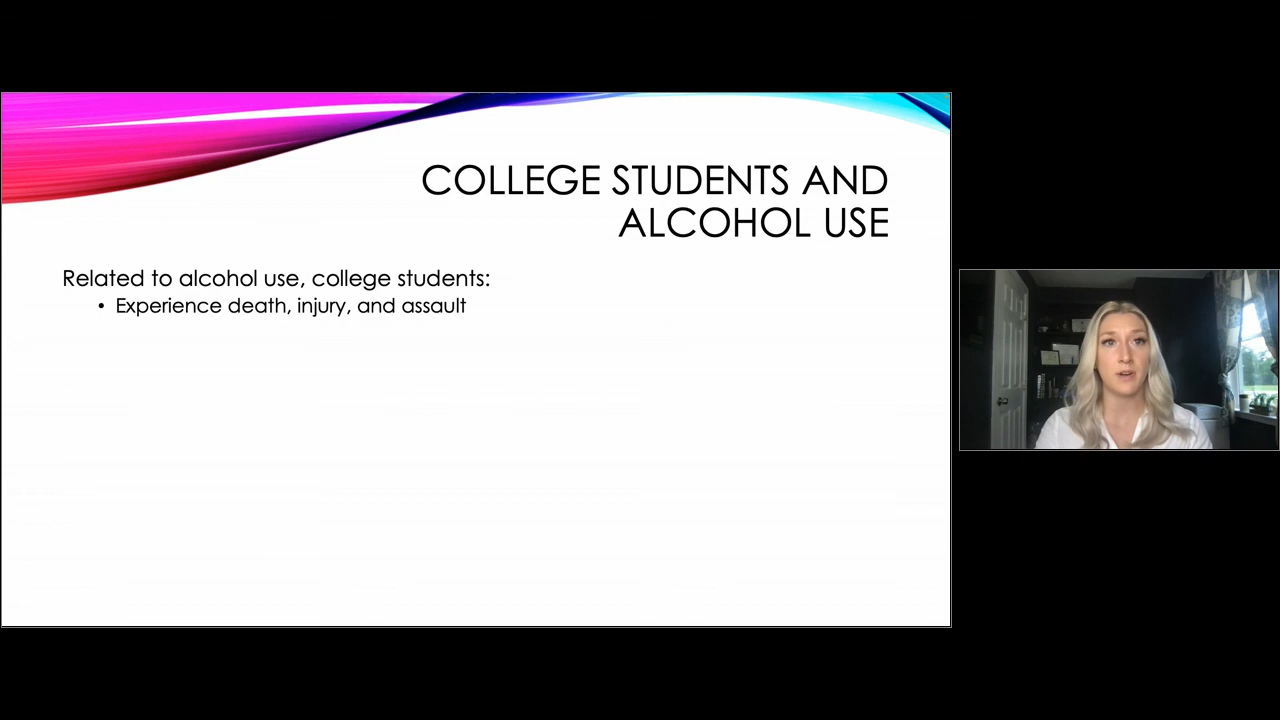 COLLEGE STUDENTS AND
ALCOHOL USE
Related to alcohol use, college students:
• Experience death, injury, and assault